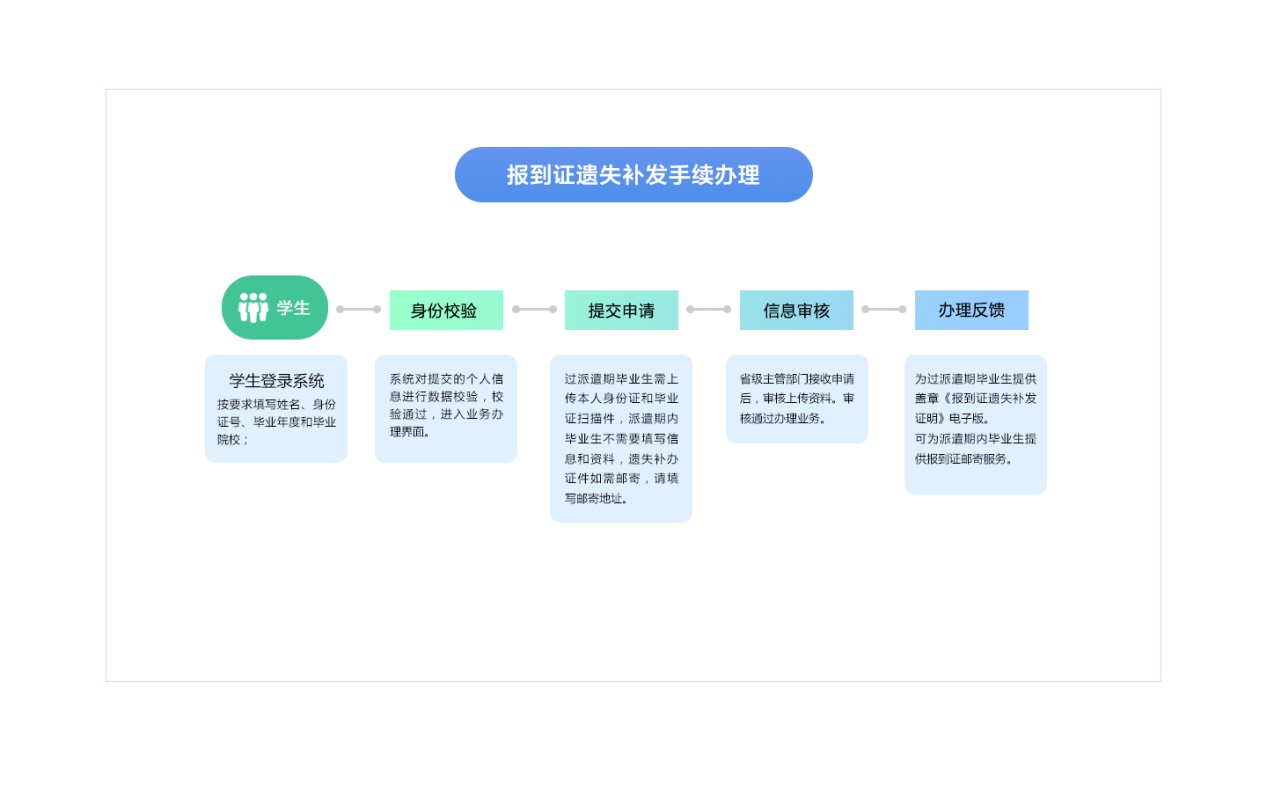 报到证遗失补发手续办理
学生
身份校验
提交申请
信息审核
办理反馈
学生登录系统
按要求填写姓名、身份
证号、毕业年度和毕业
院校；
系统对提交的个人信
息进行数据校验，校
验通过，进入业务办
理界面。
过派遣期毕业生需上
传本人身份证和毕业
证扫描件，派遣期内
毕业生不需要填写信
息和资料，遗失补办
证件如需邮寄，请填
写邮寄地址。
省级主管部门接收申请
后，审核上传资料。审
核通过办理业务。
为过派遣期毕业生提供
盖章《报到证遗失补发
证明》电子版。
可为派遣期内毕业生提
供报到证邮寄服务。